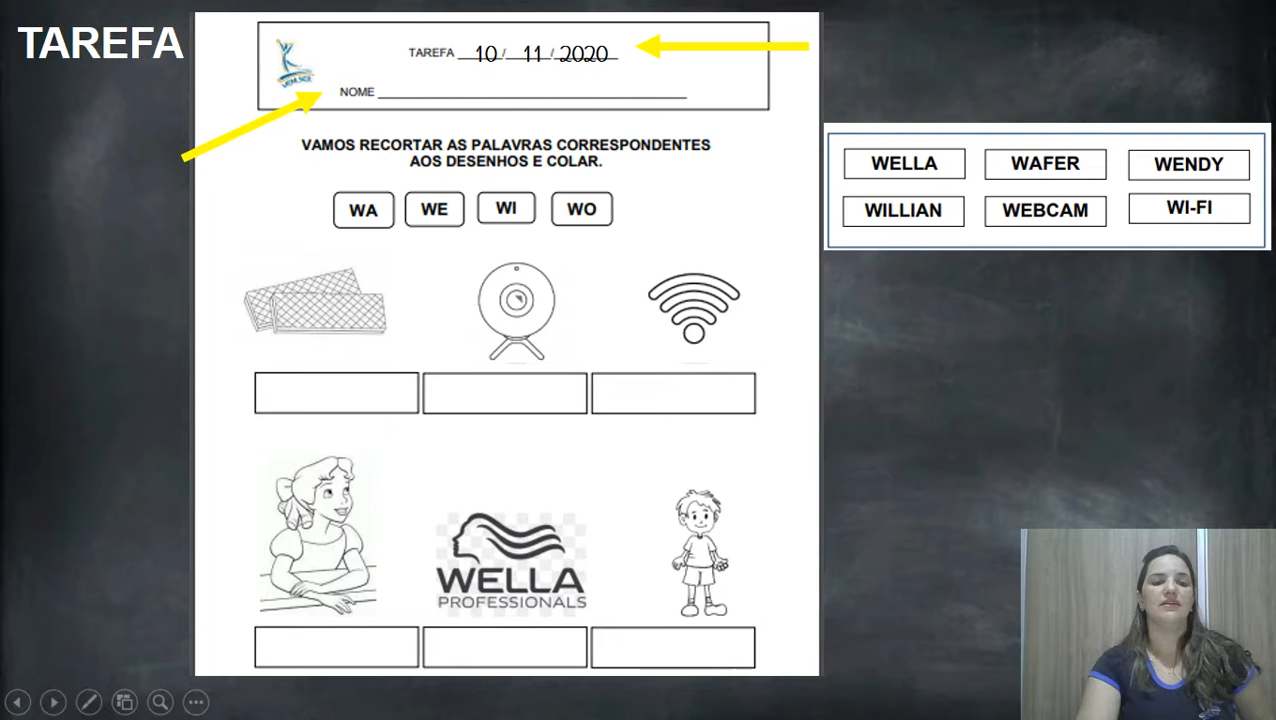 TAREFA
TAREFA 10/11/2020
NOME
VAMOS RECORTAR AS PALAVRAS CORRESPONDENTES
AOS DESENHOS E COLAR.
WA WE WI WO
WELLA
PROFESSIONALS
WELLA WAFER WENDY
WILLIAN WEBCAM WI-FI